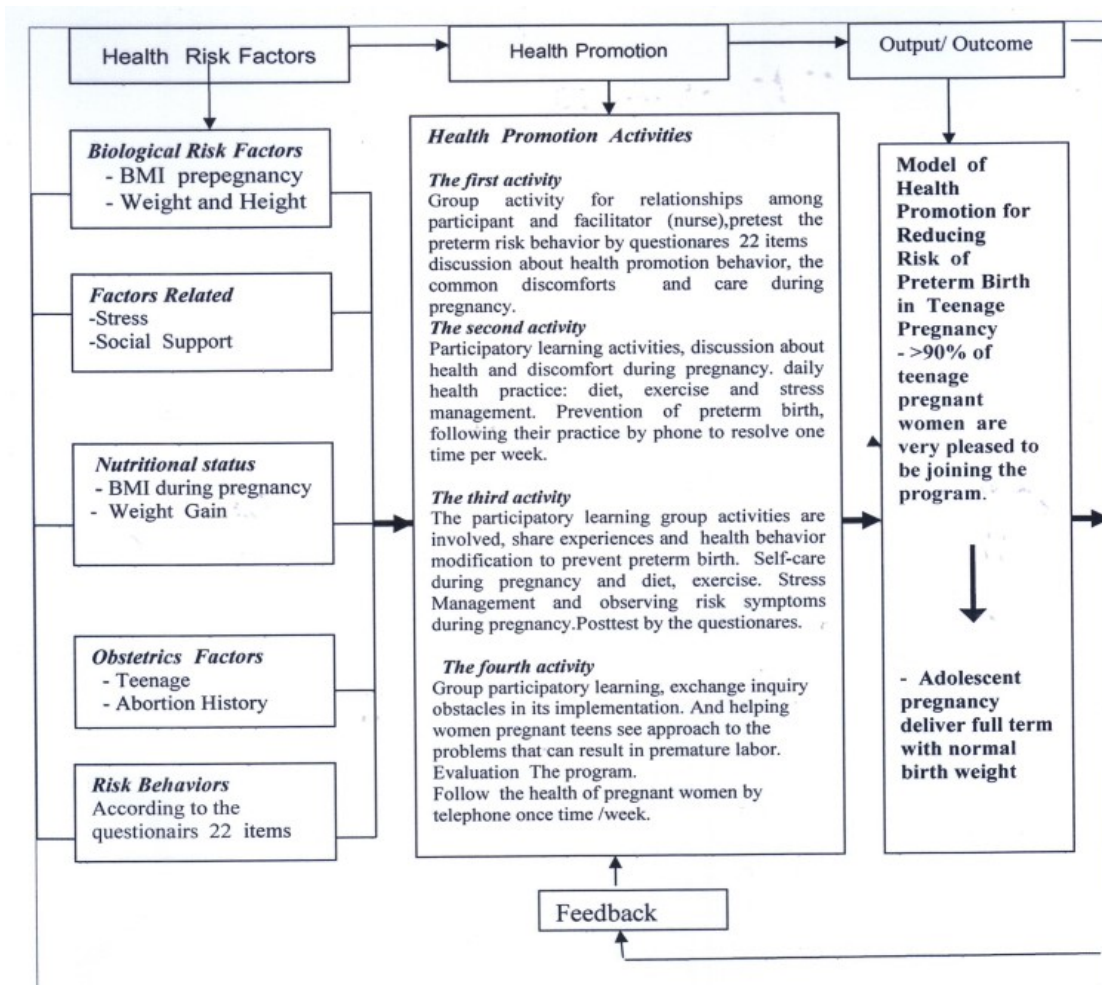 Health Risk Factors
Health Promotion
Output/ Outcome
Biological Risk Factors
- BMI prepegnancy
- Weight and Height
Factors Related
-Stress
-Social Support
Nutritional status
- BMI during pregnancy
- Weight Gain
Obstetrics Factors
- Teenage
- Abortion History
Risk Behaviors
According to the
questionairs 22 items
Health Promotion Activities
The first activity
Group activity for relationships among
participant and facilitator (nurse),pretest the
preterm risk behavior by questionares 22 items
discussion about health promotion behavior, the
common discomforts and care during
pregnancy.
The second activity
Participatory learning activities, discussion about
health and discomfort during pregnancy. daily
health practice: diet, exercise and stress
management. Prevention of preterm birth,
following their practice by phone to resolve one
time per week.
The third activity
The participatory learning group activities are
involved, share experiences and health behavior
modification to prevent preterm birth. Self-care
during pregnancy and diet, exercise. Stress
Management and observing risk symptoms
during pregnancy.Posttest by the questionares.
The fourth activity
Group participatory learning, exchange inquiry
obstacles in its implementation. And helping
women pregnant teens see approach to the
problems that can result in premature labor.
Evaluation The program.
Follow the health of pregnant women by
telephone once time /week.
Model of
Health
Promotion for
Reducing
Risk of
Preterm Birth
in Teenage
Pregnancy
- >90% of
teenage
pregnant
women are
very pleased to
be joining the
program.
- Adolescent
pregnancy
deliver full term
with normal
birth weight
Feedback